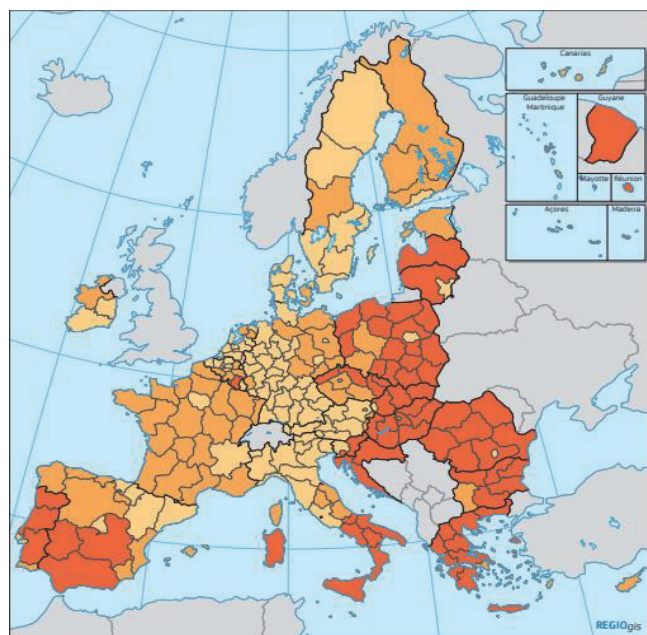 Canarias
Guadeloupe
Martinique
Guyane
Mayotte
Réunion
Açores
Madeira
REGIOgis